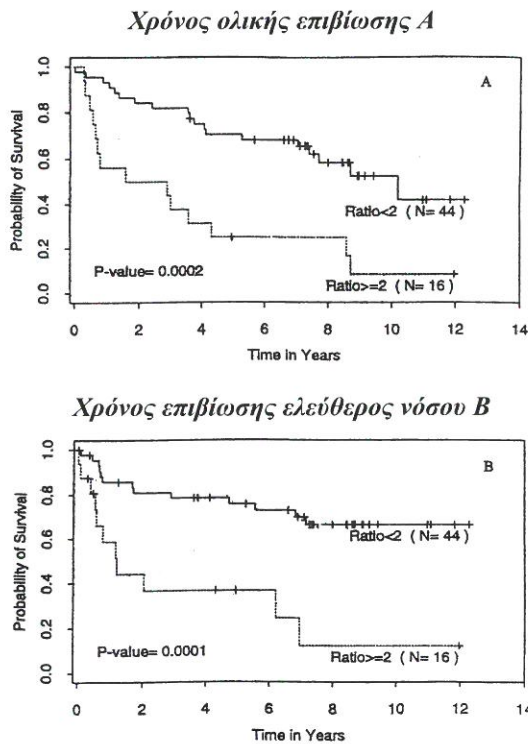 Χρόνος ολικής επιβίωσης A
Probability of Survival
1.0
0.8
0.6
0.4
0.2
0.0
A
Ratio<2 ( N= 44 )
P-value= 0.0002
Ratio>=2 ( N= 16 )
0 2 4 6 8 10 12 14
Time in Years
Χρόνος επιβίωσης ελεύθερος νόσου B
Probability of Survival
1.0
0.8
0.6
0.4
0.2
0.0
B
Ratio<2 ( N= 44 )
P-value= 0.0001
Ratio>=2 ( N= 16 )
0 2 4 6 8 10 12 14
Time in Years